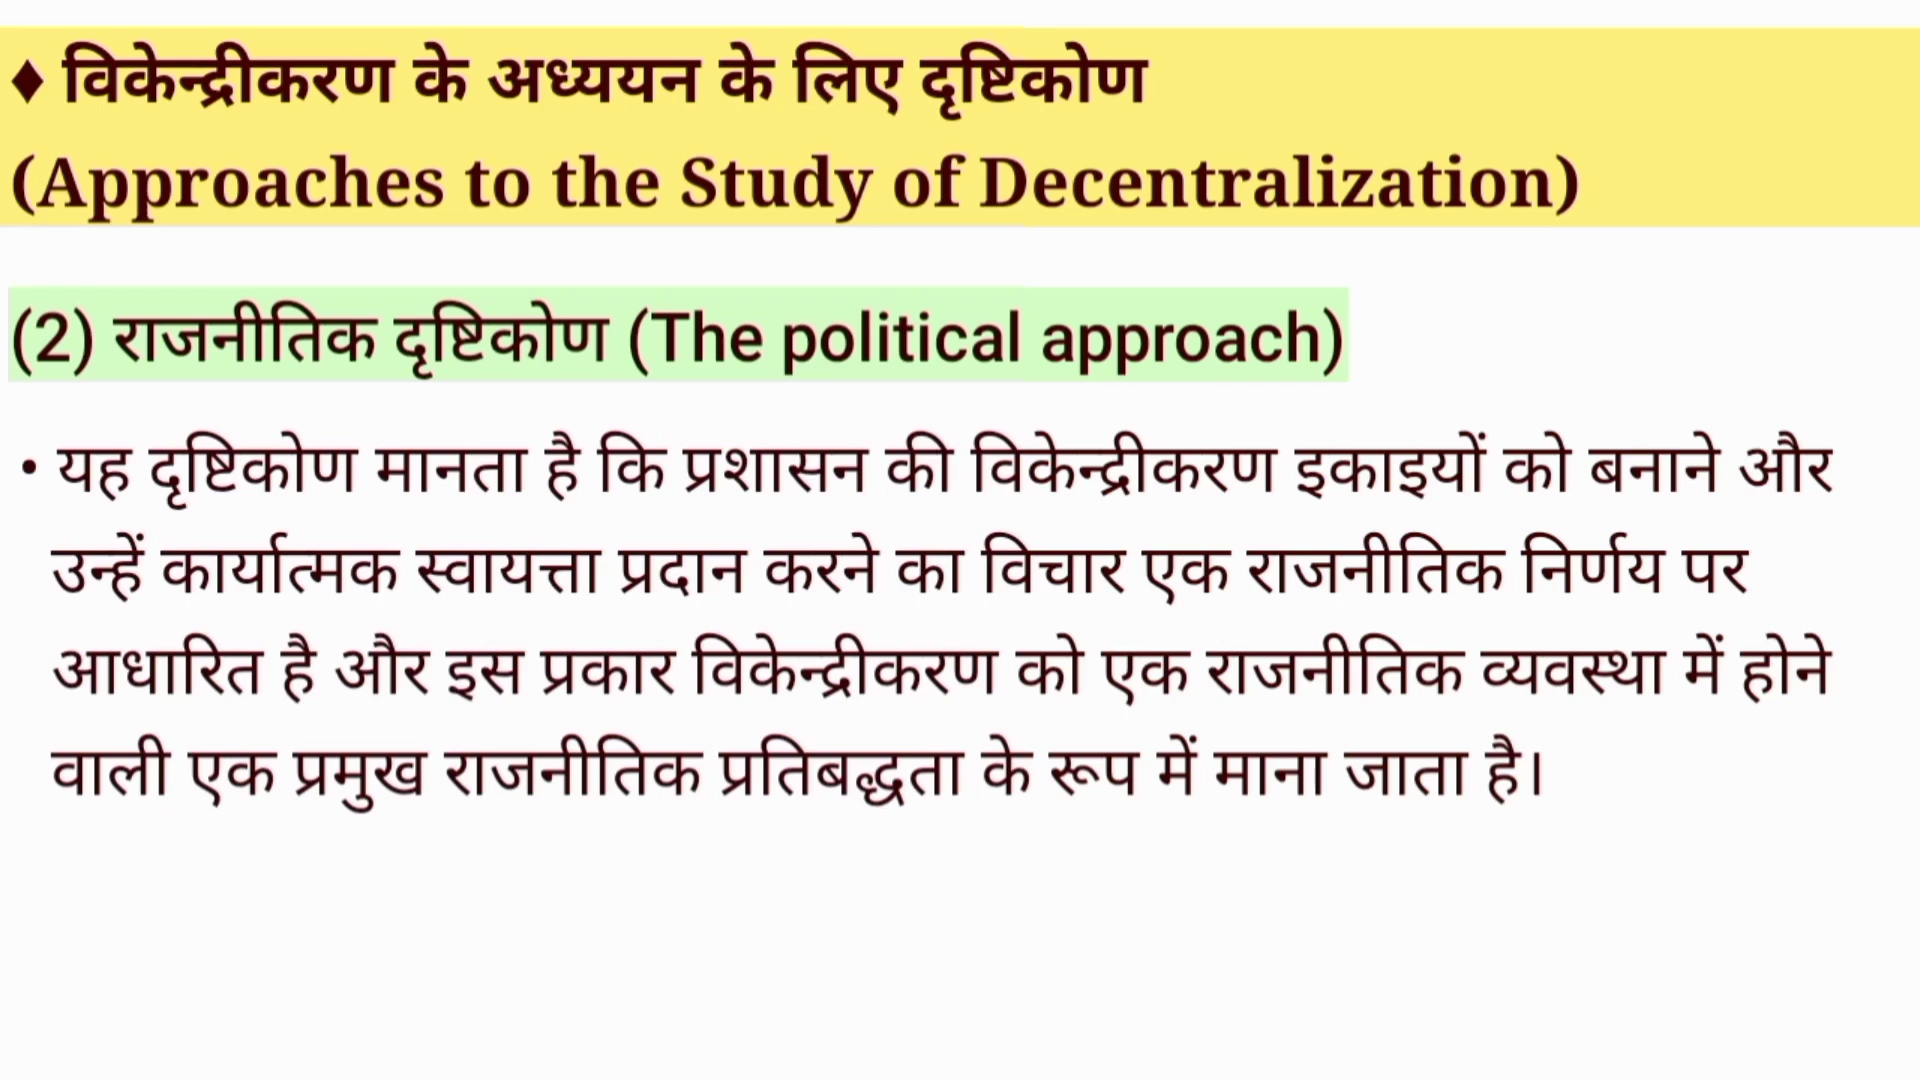 ♦ विकेन्द्रीकरण के अध्ययन के लिए दृष्टिकोण
(Approaches to the Study of Decentralization)
(2) राजनीतिक दृष्टिकोण (The political approach)
• यह दृष्टिकोण मानता है कि प्रशासन की विकेन्द्रीकरण इकाइयों को बनाने और
उन्हें कार्यात्मक स्वायत्ता प्रदान करने का विचार एक राजनीतिक निर्णय पर
आधारित है और इस प्रकार विकेन्द्रीकरण को एक राजनीतिक व्यवस्था में होने
वाली एक प्रमुख राजनीतिक प्रतिबद्धता के रूप में माना जाता है।